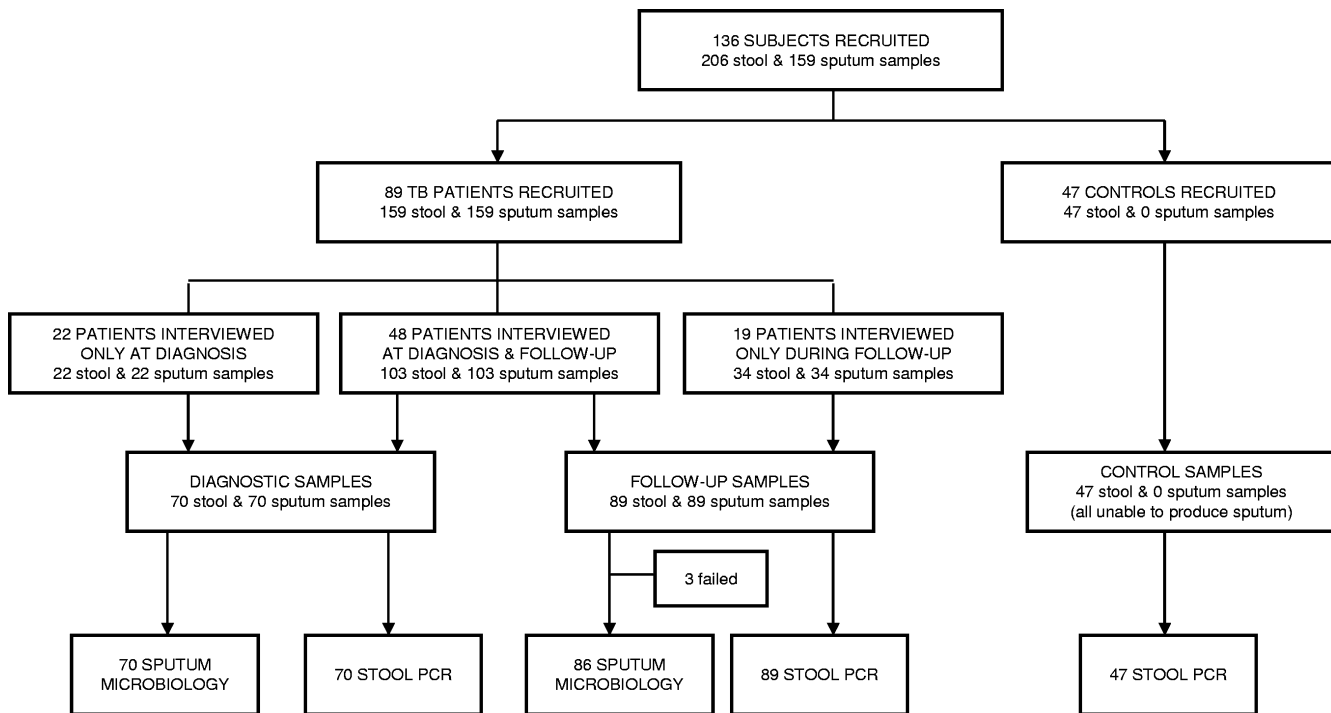 136 SUBJECTS RECRUITED
206 stool & 159 sputum samples
89 TB PATIENTS RECRUITED
159 stool & 159 sputum samples
47 CONTROLS RECRUITED
47 stool & 0 sputum samples
22 PATIENTS INTERVIEWED
ONLY AT DIAGNOSIS
22 stool & 22 sputum samples
48 PATIENTS INTERVIEWED
AT DIAGNOSIS & FOLLOW-UP
103 stool & 103 sputum samples
19 PATIENTS INTERVIEWED
ONLY DURING FOLLOW-UP
34 stool & 34 sputum samples
DIAGNOSTIC SAMPLES
70 stool & 70 sputum samples
FOLLOW-UP SAMPLES
89 stool & 89 sputum samples
CONTROL SAMPLES
47 stool & 0 sputum samples
(all unable to produce sputum)
3 failed
70 SPUTUM
MICROBIOLOGY
70 STOOL PCR
86 SPUTUM
MICROBIOLOGY
89 STOOL PCR
47 STOOL PCR